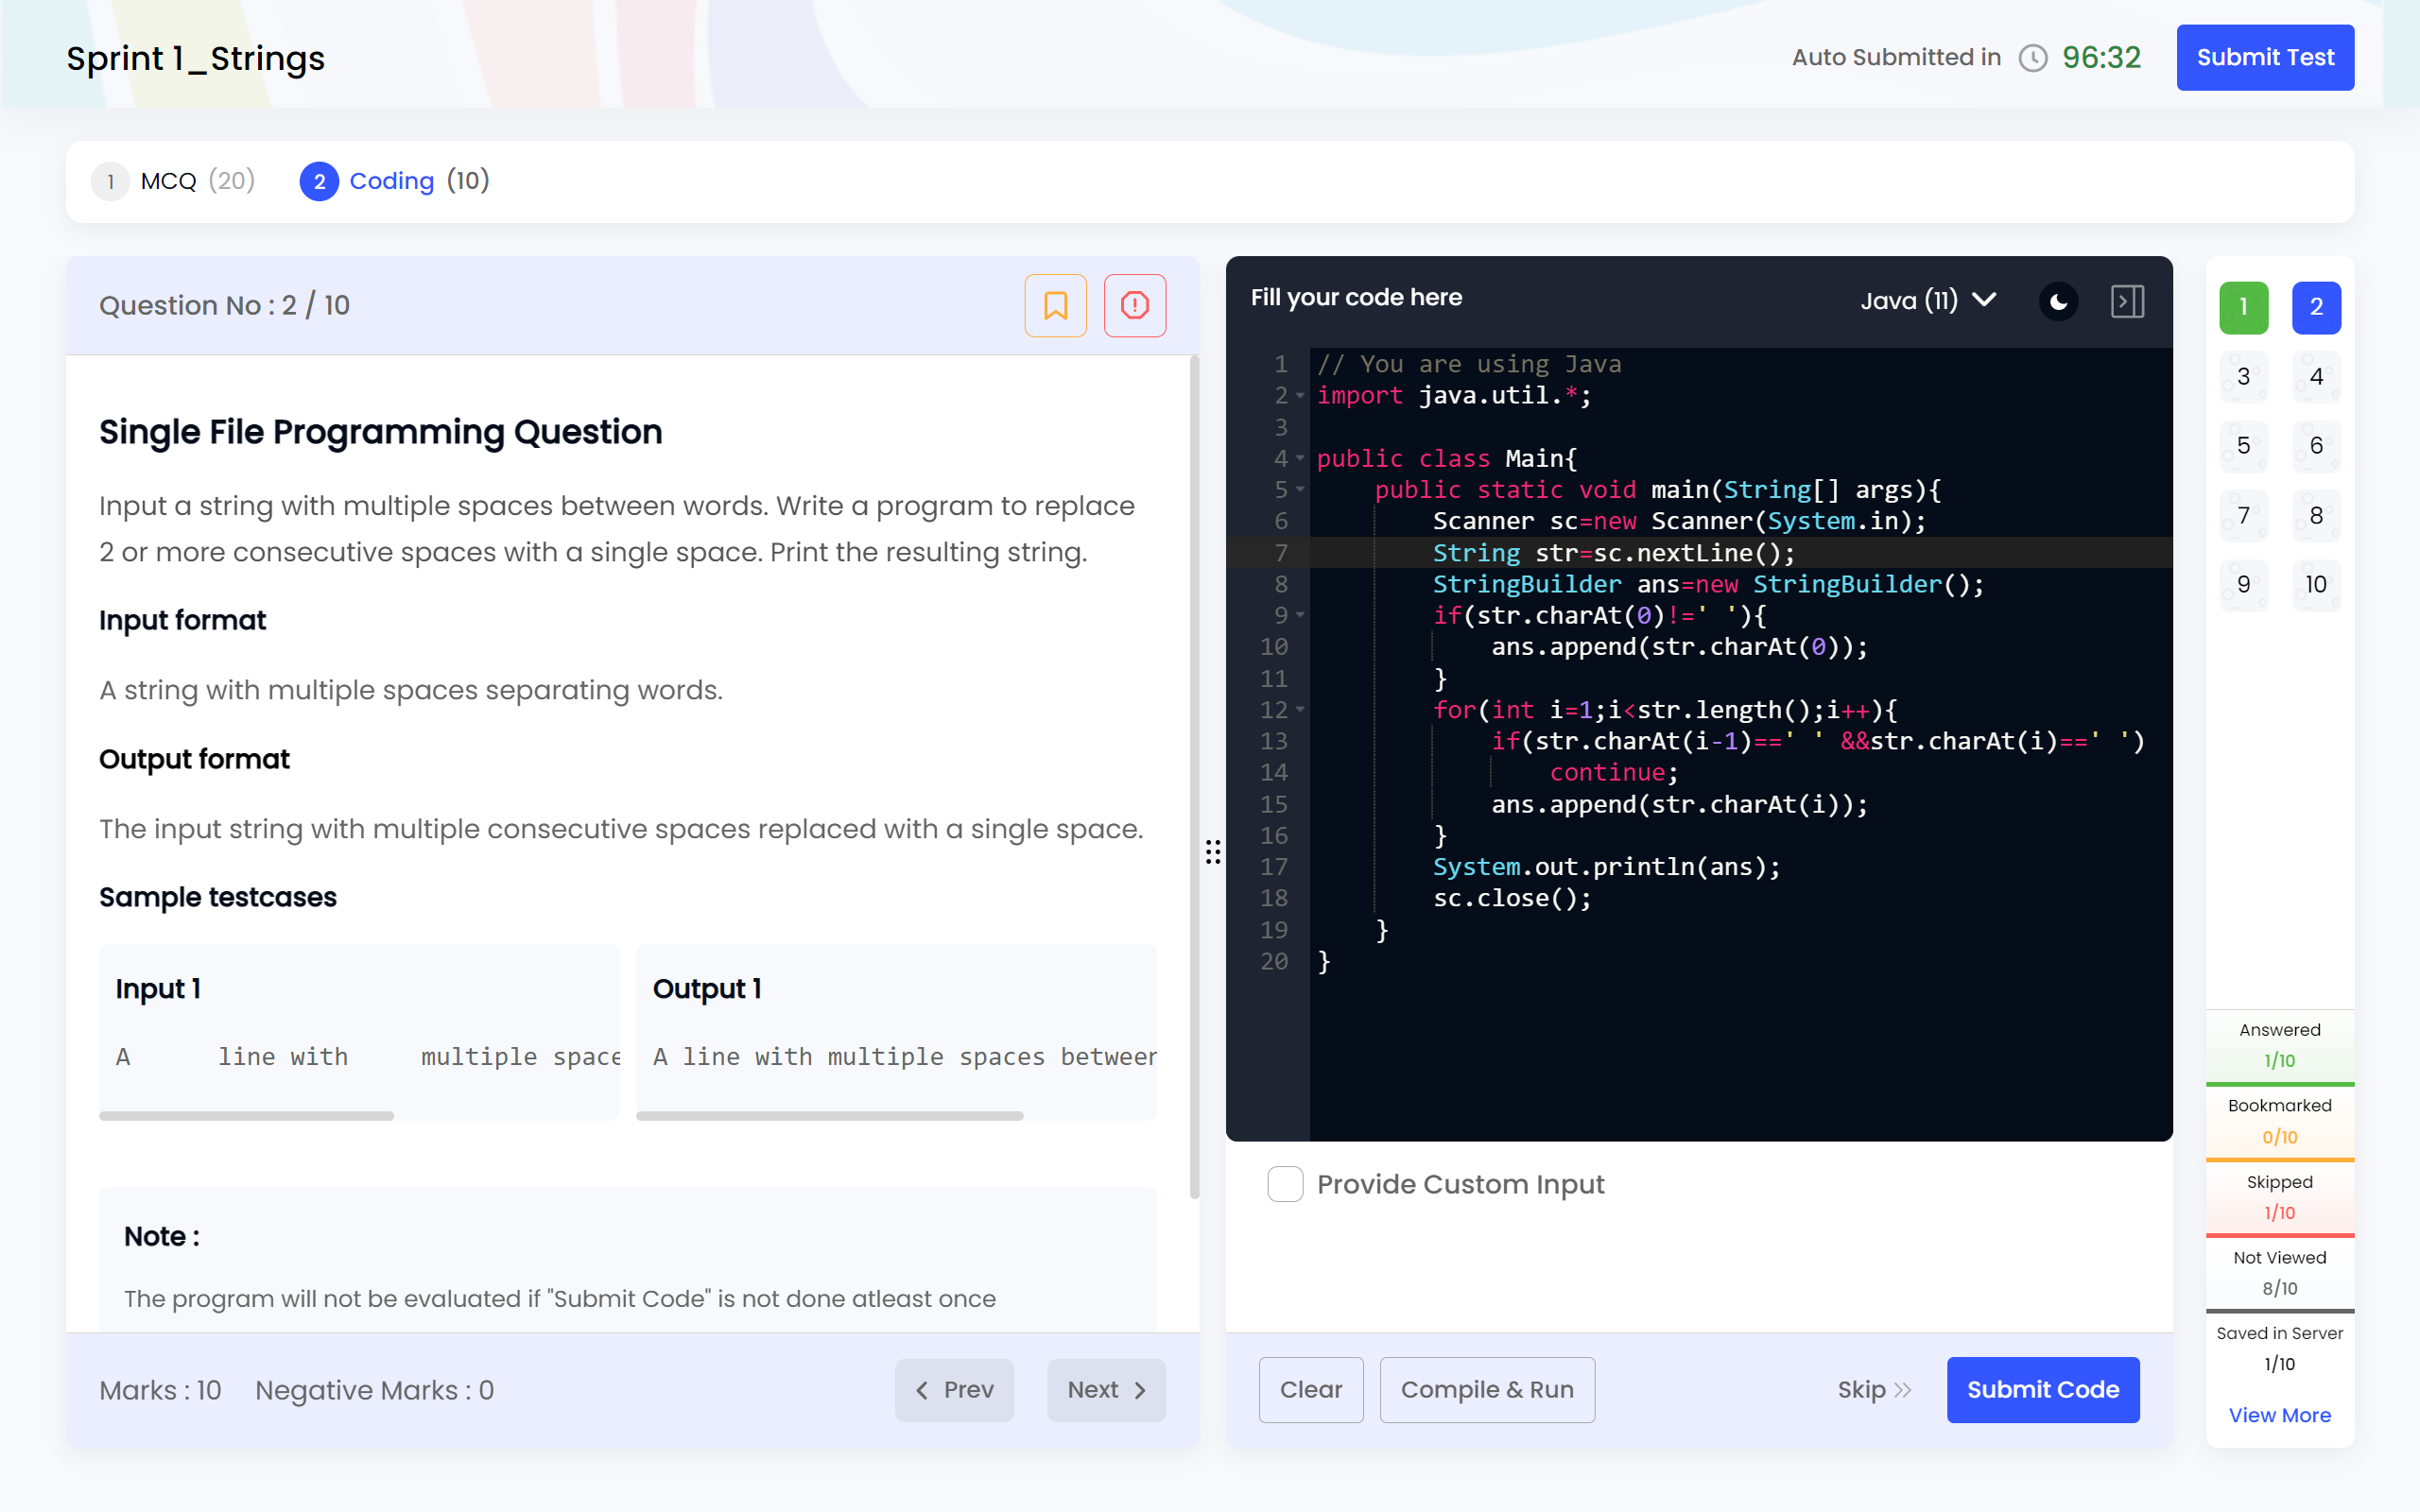 Sprint 1_Strings
Auto Submitted in 96:32
Submit Test
1 MCQ (20)
2 Coding (10)
Question No : 2 / 10
Single File Programming Question
Input a string with multiple spaces between words. Write a program to replace
2 or more consecutive spaces with a single space. Print the resulting string.
Input format
A string with multiple spaces separating words.
Output format
The input string with multiple consecutive spaces replaced with a single space.
Sample testcases
Input 1
A       line with     multiple space
Output 1
A line with multiple spaces between
Note :
The program will not be evaluated if "Submit Code" is not done atleast once
Marks : 10
Negative Marks : 0
Prev
Next
Fill your code here
Java (11)
1 // You are using Java
2 import java.util.*;
3
4 public class Main{
5     public static void main(String[] args){
6         Scanner sc=new Scanner(System.in);
7         String str=sc.nextLine();
8         StringBuilder ans=new StringBuilder();
9         if(str.charAt(0)!=' '){
10             ans.append(str.charAt(0));
11         }
12         for(int i=1;i<str.length();i++){
13             if(str.charAt(i-1)==' ' &&str.charAt(i)==' ')
14                 continue;
15             ans.append(str.charAt(i));
16         }
17         System.out.println(ans);
18         sc.close();
19     }
20 }
Provide Custom Input
Clear
Compile & Run
Skip
Submit Code
1 2
3 4
5 6
7 8
9 10
Answered
1/10
Bookmarked
0/10
Skipped
1/10
Not Viewed
8/10
Saved in Server
1/10
View More